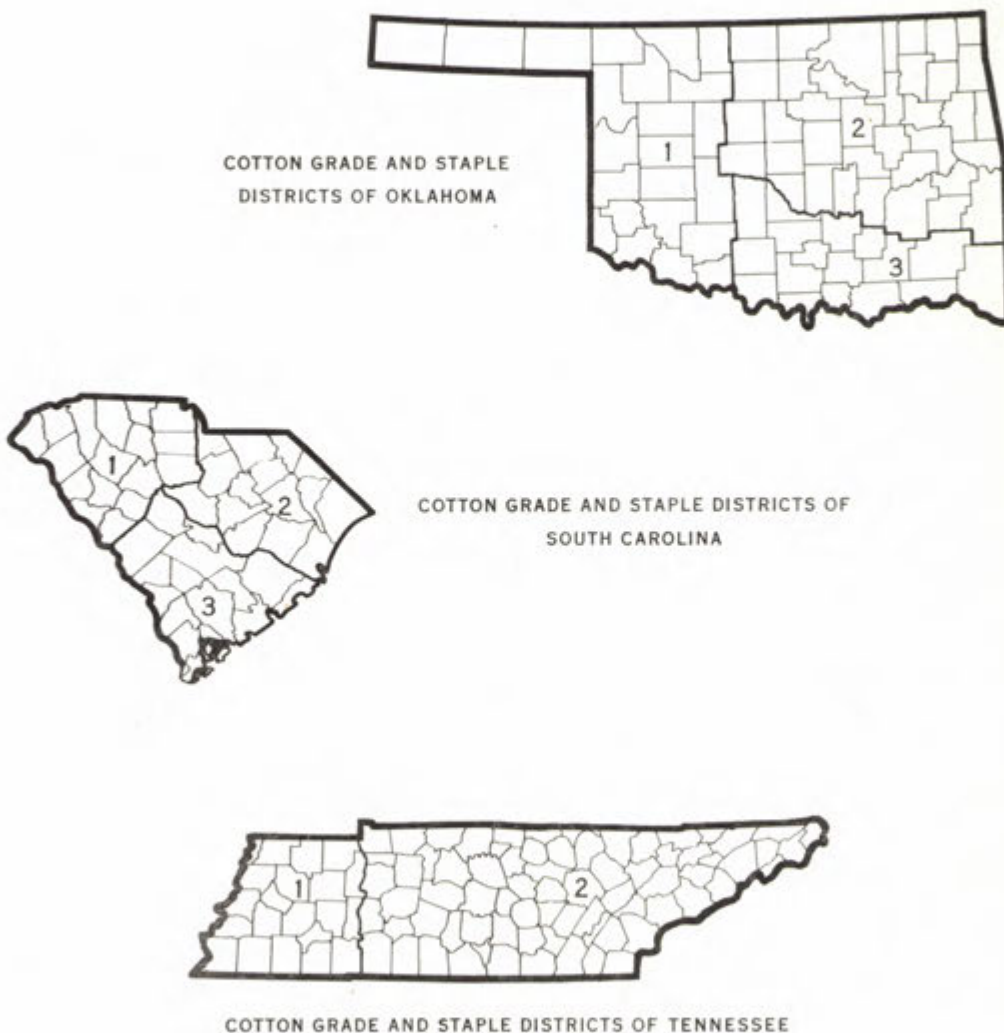 COTTON GRADE AND STAPLE
DISTRICTS OF OKLAHOMA
1
2
3
1
2
3
COTTON GRADE AND STAPLE DISTRICTS OF
SOUTH CAROLINA
1
2
COTTON GRADE AND STAPLE DISTRICTS OF TENNESSEE